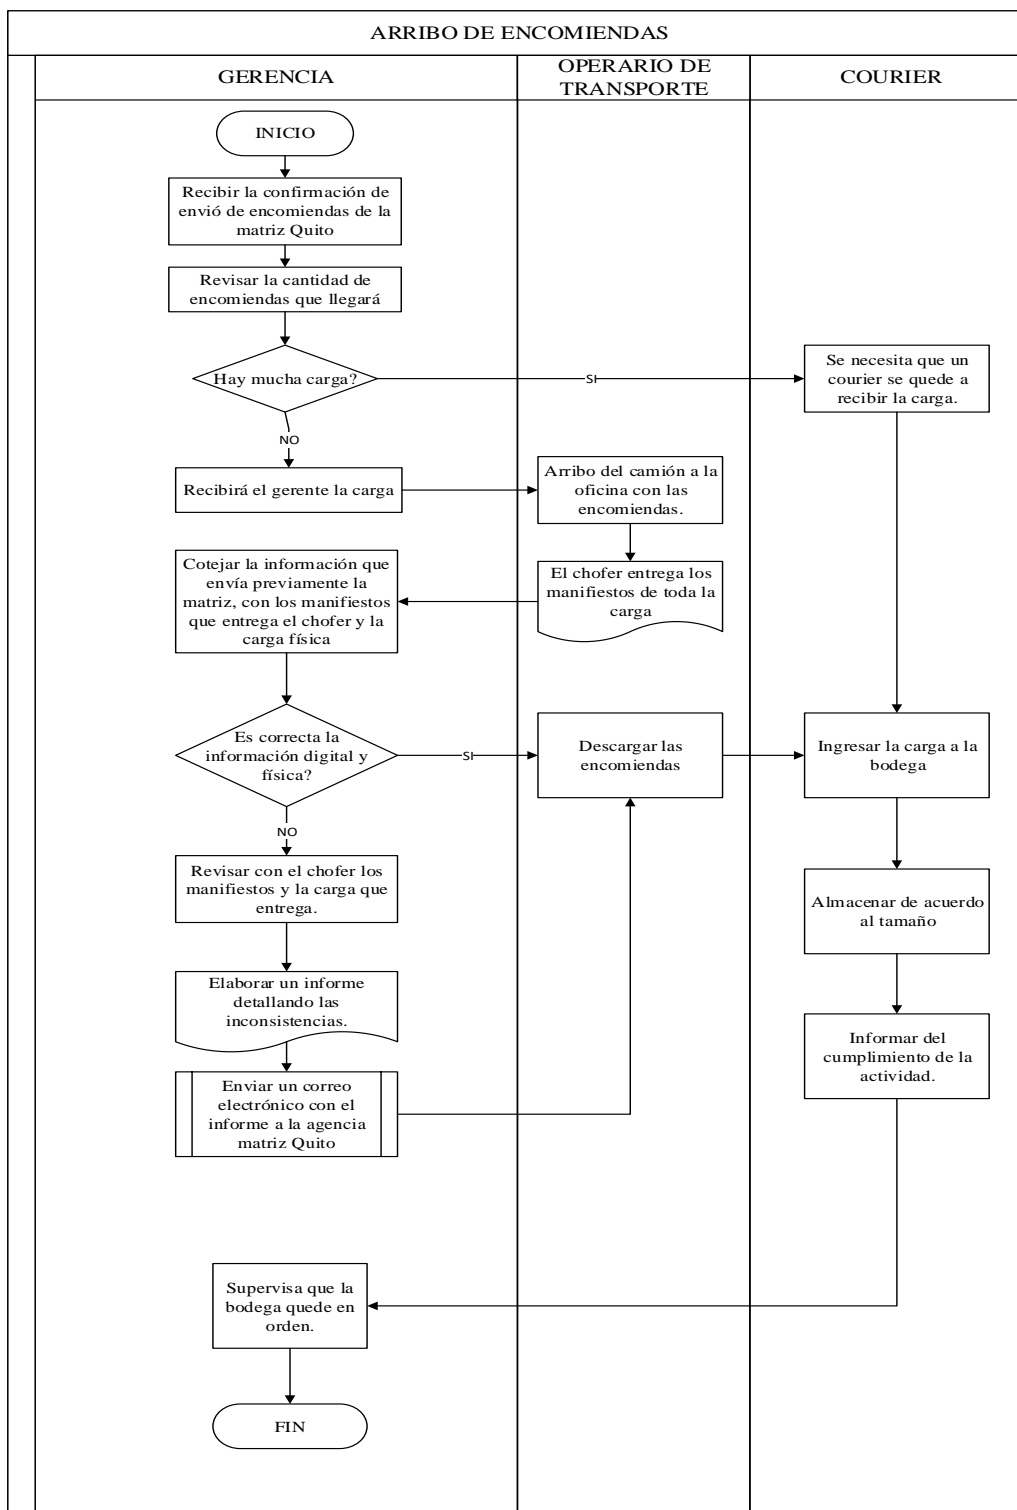 ARRIBO DE ENCOMIENDAS
GERENCIA
OPERARIO DE
TRANSPORTE
COURIER
INICIO
Recibir la confirmación de
envió de encomiendas de la
matriz Quito
Revisar la cantidad de
encomiendas que llegará
Hay mucha carga?
SI
Se necesita que un
courier se quede a
recibir la carga.
NO
Recibirá el gerente la carga
Arribo del camión a la
oficina con las
encomiendas.
Cotejar la información que
envía previamente la
matriz, con los manifiestos
que entrega el chofer y la
carga física
El chofer entrega los
manifiestos de toda la
carga
Es correcta la
información digital y
física?
SI
Descargar las
encomiendas
Ingresar la carga a la
bodega
NO
Revisar con el chofer los
manifiestos y la carga que
entrega.
Almacenar de acuerdo
al tamaño
Elaborar un informe
detallando las
inconsistencias.
Informar del
cumplimiento de la
actividad.
Enviar un correo
electrónico con el
informe a la agencia
matriz Quito
Supervisa que la
bodega quede en
orden.
FIN